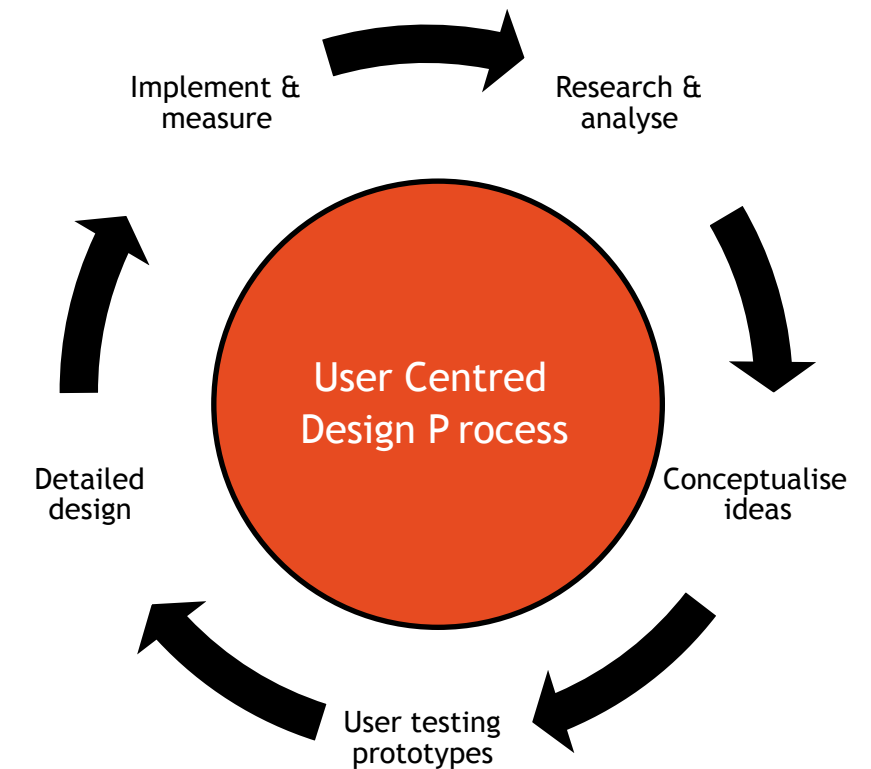 Implement &
measure
Research &
analyse
User Centred
Design P rocess
Detailed
design
Conceptualise
ideas
User testing
prototypes